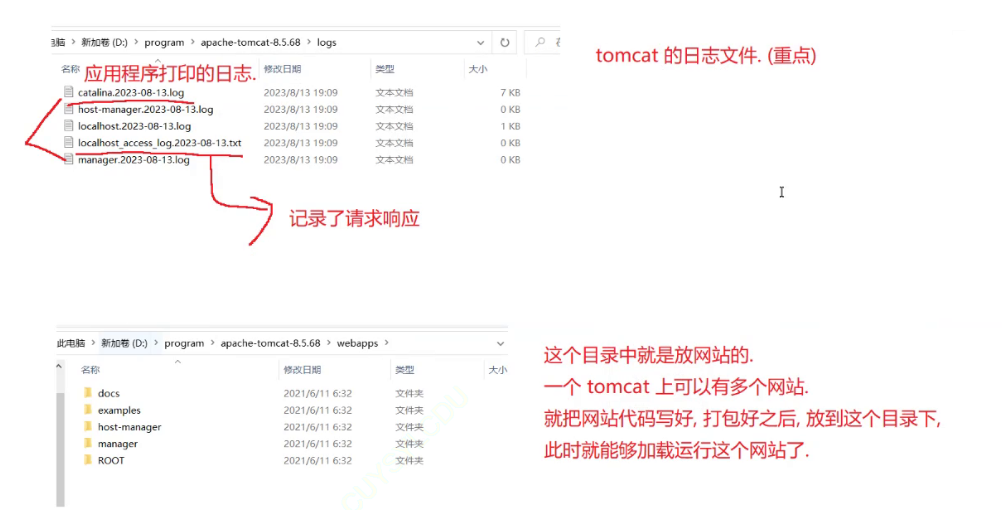 电脑 > 新加卷 (D:) > program > apache-tomcat-8.5.68 > logs
tomcat 的日志文件. (重点)
名称 应用程序打印的日志. 修改日期 类型 大小
catalina.2023-08-13.log 2023/8/13 19:09 文本文档 7 KB
host-manager.2023-08-13.log 2023/8/13 19:09 文本文档 0 KB
localhost.2023-08-13.log 2023/8/13 19:09 文本文档 1 KB
localhost_access_log.2023-08-13.txt 2023/8/13 19:09 文本文档 0 KB
manager.2023-08-13.log 2023/8/13 19:09 文本文档 0 KB
记录了请求响应
此电脑 > 新加卷 (D:) > program > apache-tomcat-8.5.68 > webapps >
名称 修改日期 类型 大小
docs 2021/6/11 6:32 文件夹
examples 2021/6/11 6:32 文件夹
host-manager 2021/6/11 6:32 文件夹
manager 2021/6/11 6:32 文件夹
ROOT 2021/6/11 6:32 文件夹
这个目录中就是放网站的.
一个 tomcat 上可以有多个网站.
就把网站代码写好, 打包好之后, 放到这个目录下,
此时就能够加载运行这个网站了.